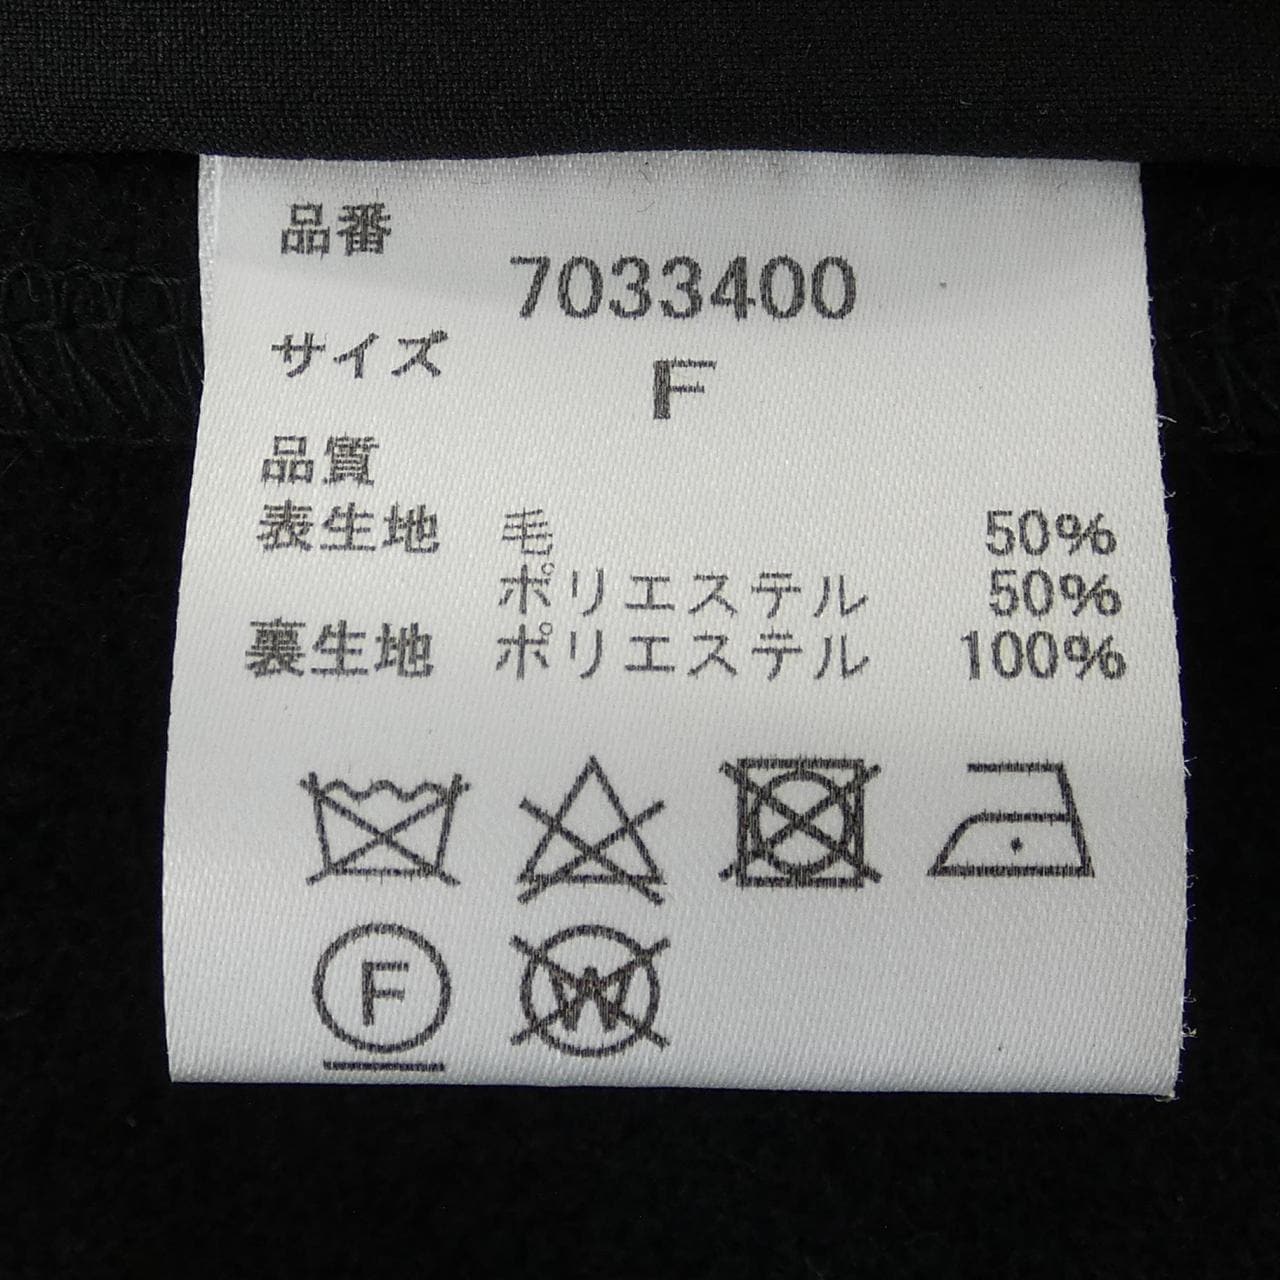 品番
7033400
サイズ
F
品質
表生地 毛 50%
ポリエステル 50%
裏生地 ポリエステル 100%
F W